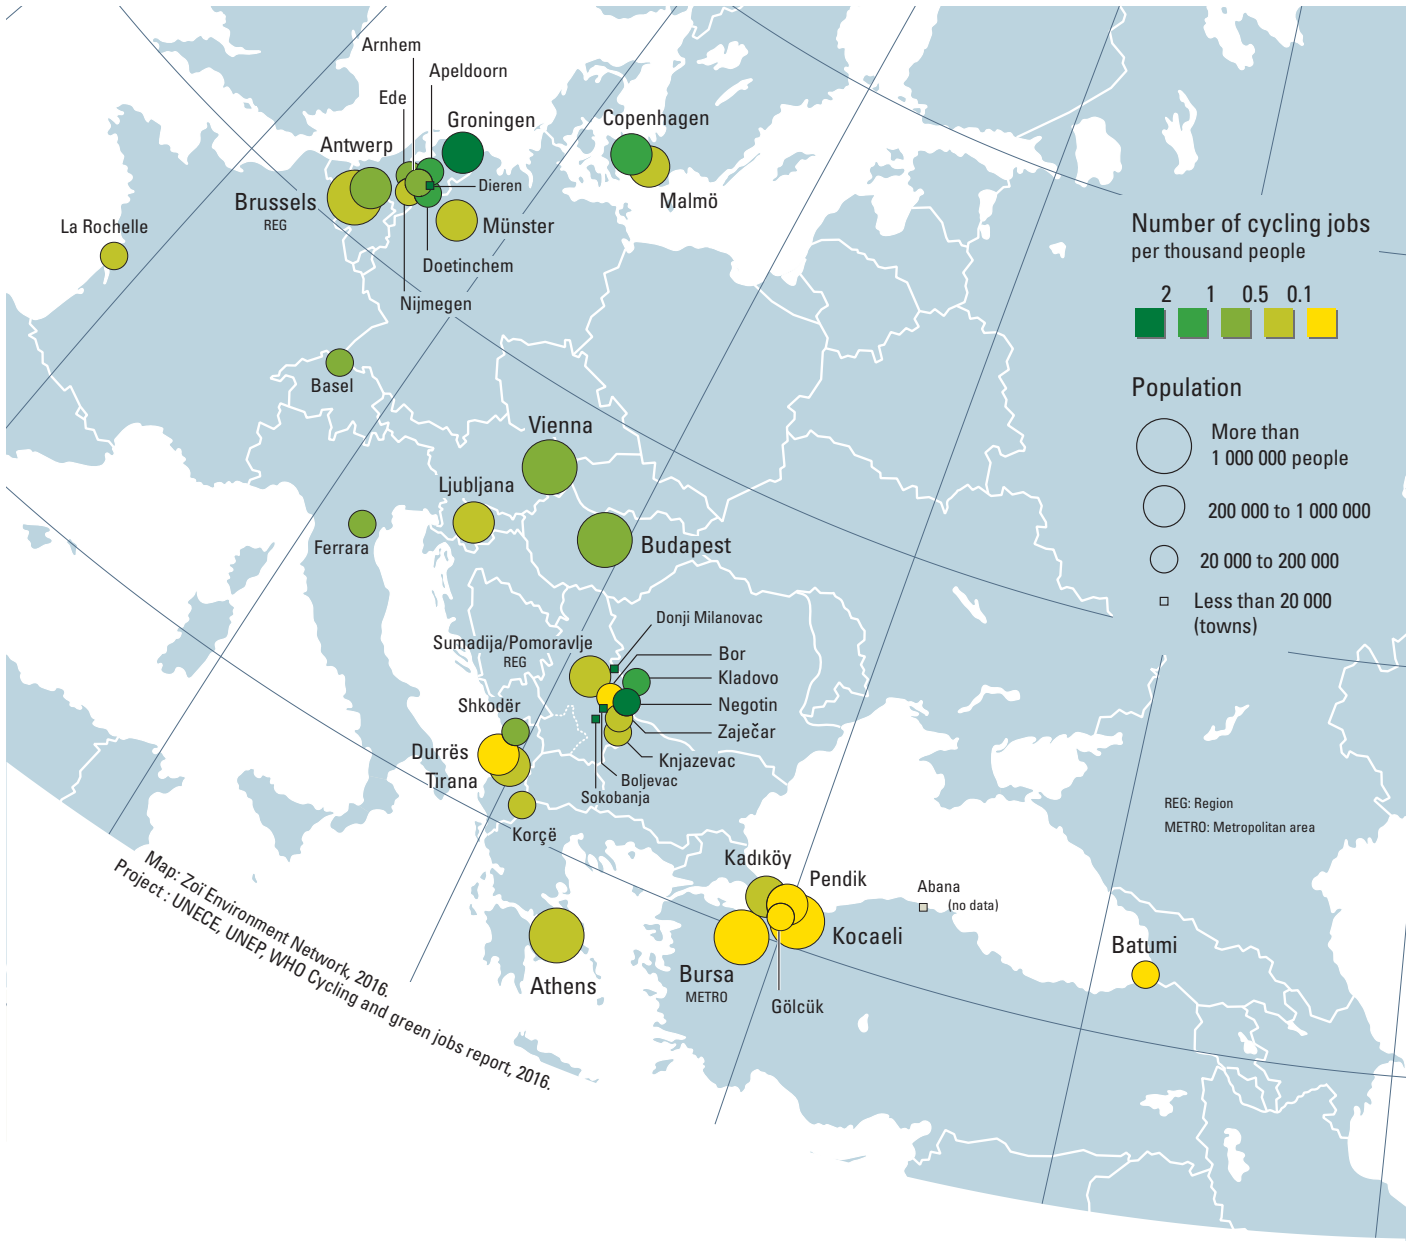 Arnhem
Apeldoorn
Ede
Groningen
Copenhagen
Antwerp
Dieren
Brussels
REG
Malmö
La Rochelle
Münster
Doetinchem
Nijmegen
Basel
Vienna
Ljubljana
Ferrara
Budapest
Donji Milanovac
Sumadija/Pomoravlje
REG
Bor
Kladovo
Shkodër
Negotin
Zaječar
Durrës
Knjazevac
Tirana
Boljevac
Sokobanja
Korçë
Kadıköy
Pendik
Abana
(no data)
Kocaeli
Batumi
Bursa
METRO
Athens
Gölcük
Number of cycling jobs
per thousand people
2 1 0.5 0.1
Population
More than
1 000 000 people
200 000 to 1 000 000
20 000 to 200 000
Less than 20 000
(towns)
REG: Region
METRO: Metropolitan area
Map: Zoï Environment Network, 2016.
Project : UNECE, UNEP, WHO Cycling and green jobs report, 2016.